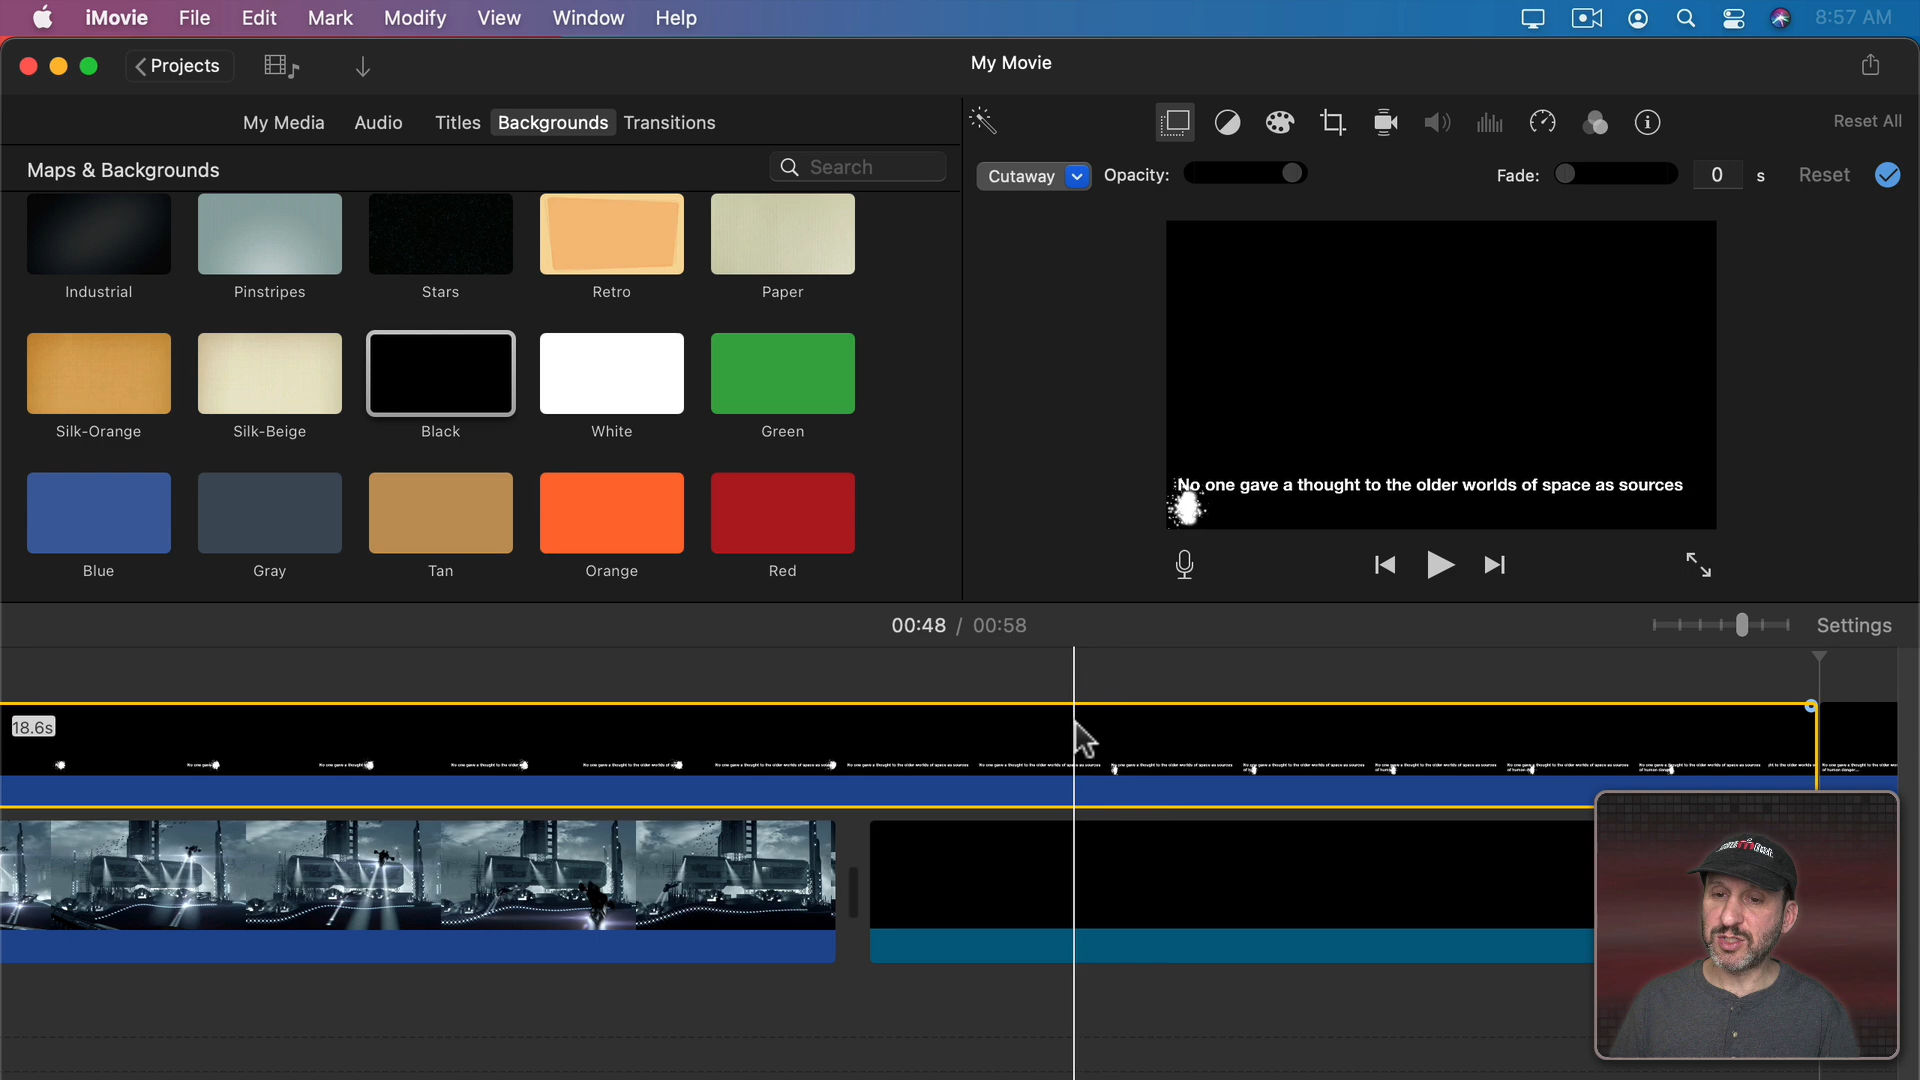 iMovie File Edit Mark Modify View Window Help 8:57 AM
Projects
My Movie
My Media Audio Titles Backgrounds Transitions
Reset All
Maps & Backgrounds
Search
Cutaway
Opacity:
Fade:
0 s
Reset
Industrial Pinstripes Stars Retro Paper
Silk-Orange Silk-Beige Black White Green
Blue Gray Tan Orange Red
No one gave a thought to the older worlds of space as sources
00:48 / 00:58
Settings
18.6s